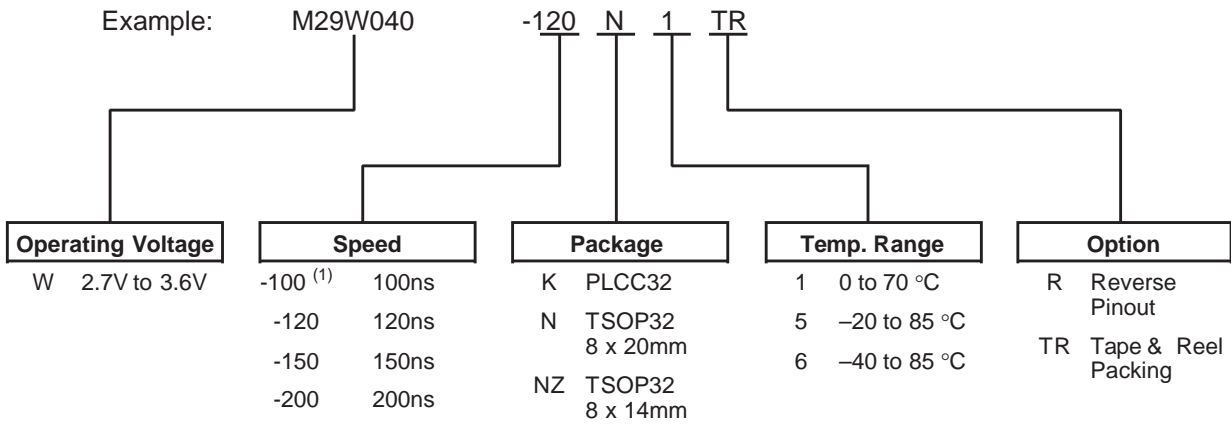 Example: M29W040 -120 N 1 TR
Operating Voltage
W 2.7V to 3.6V
Speed
-100 (1) 100ns
-120 120ns
-150 150ns
-200 200ns
Package
K PLCC32
N TSOP32
8 x 20mm
NZ TSOP32
8 x 14mm
Temp. Range
1 0 to 70 °C
5 –20 to 85 °C
6 –40 to 85 °C
Option
R Reverse
Pinout
TR Tape & Reel
Packing